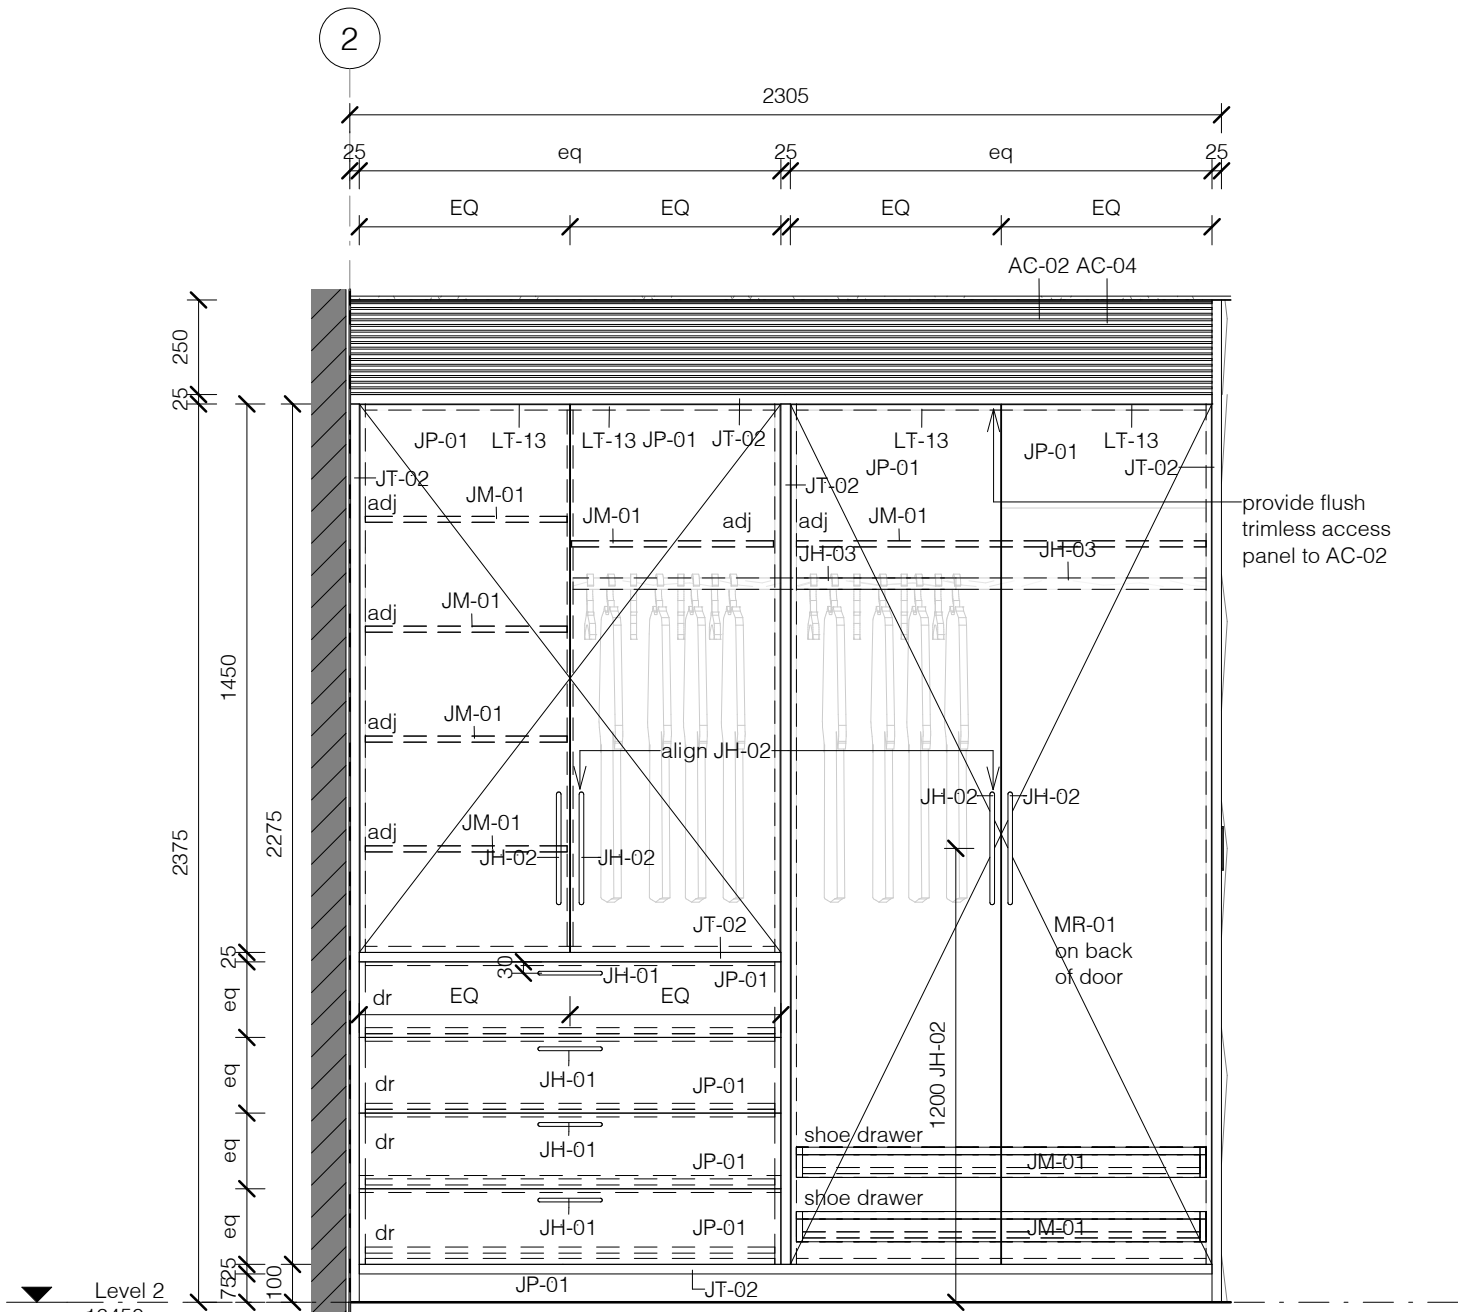 2
2305
25 eq 25 eq 25
EQ EQ EQ EQ
AC-02 AC-04
250
25
JP-01 LT-13 LT-13 JP-01 JT-02 LT-13 JP-01 LT-13
JP-01 JT-02
JT-02 JT-02
adj JM-01 JM-01 adj adj JM-01
provide flush
trimless access
panel to AC-02
JH-03 JH-03
adj JM-01
1450
adj JM-01
align JH-02
JH-02 JH-02
adj JM-01
JH-02 JH-02
2375
2275
JT-02
MR-01
on back
of door
25
30 JH-01 JP-01
eq dr EQ EQ
1200 JH-02
eq dr JH-01 JP-01
eq dr JH-01 JP-01
shoe drawer
JM-01
shoe drawer
JM-01
eq dr JH-01 JP-01
25
75
100
JP-01 JT-02
Level 2